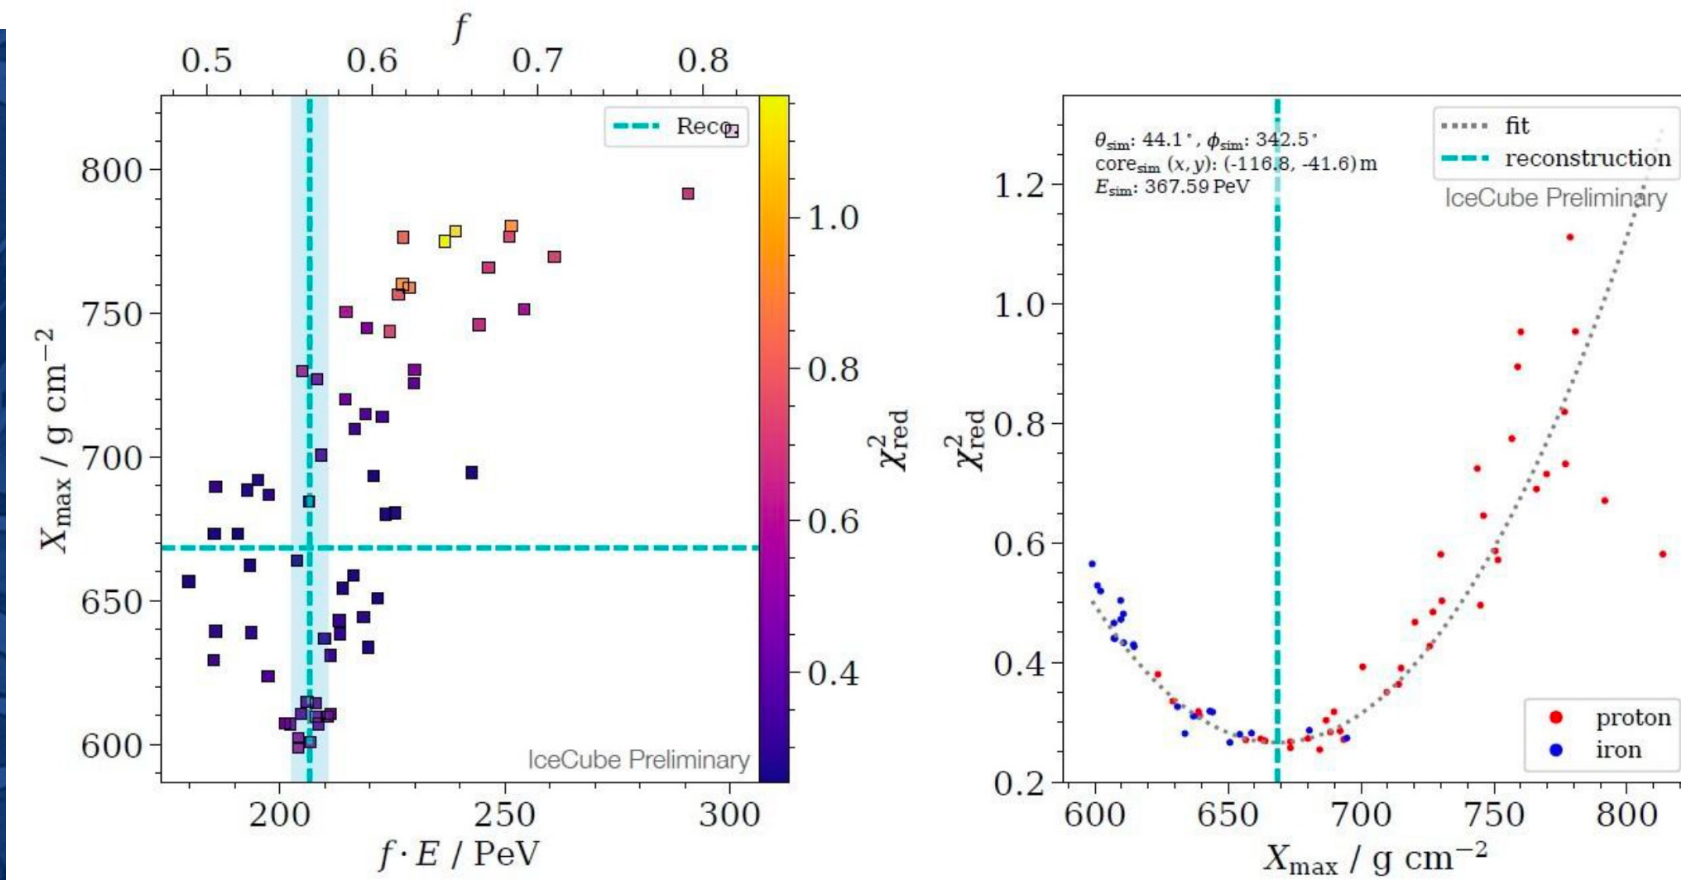 f
0.5 0.6 0.7 0.8
Reco
800
750
700
650
600
X_max / g cm⁻²
IceCube Preliminary
200 250 300
f · E / PeV
1.0
0.8
0.6
0.4
χ²_red
χ²_red
1.2
1.0
0.8
0.6
0.4
0.2
θ_sim: 44.1°, ϕ_sim: 342.5°
core_sim (x, y): (-116.8, -41.6) m
E_sim: 367.59 PeV
fit
reconstruction
IceCube Preliminary
proton
iron
600 650 700 750 800
X_max / g cm⁻²